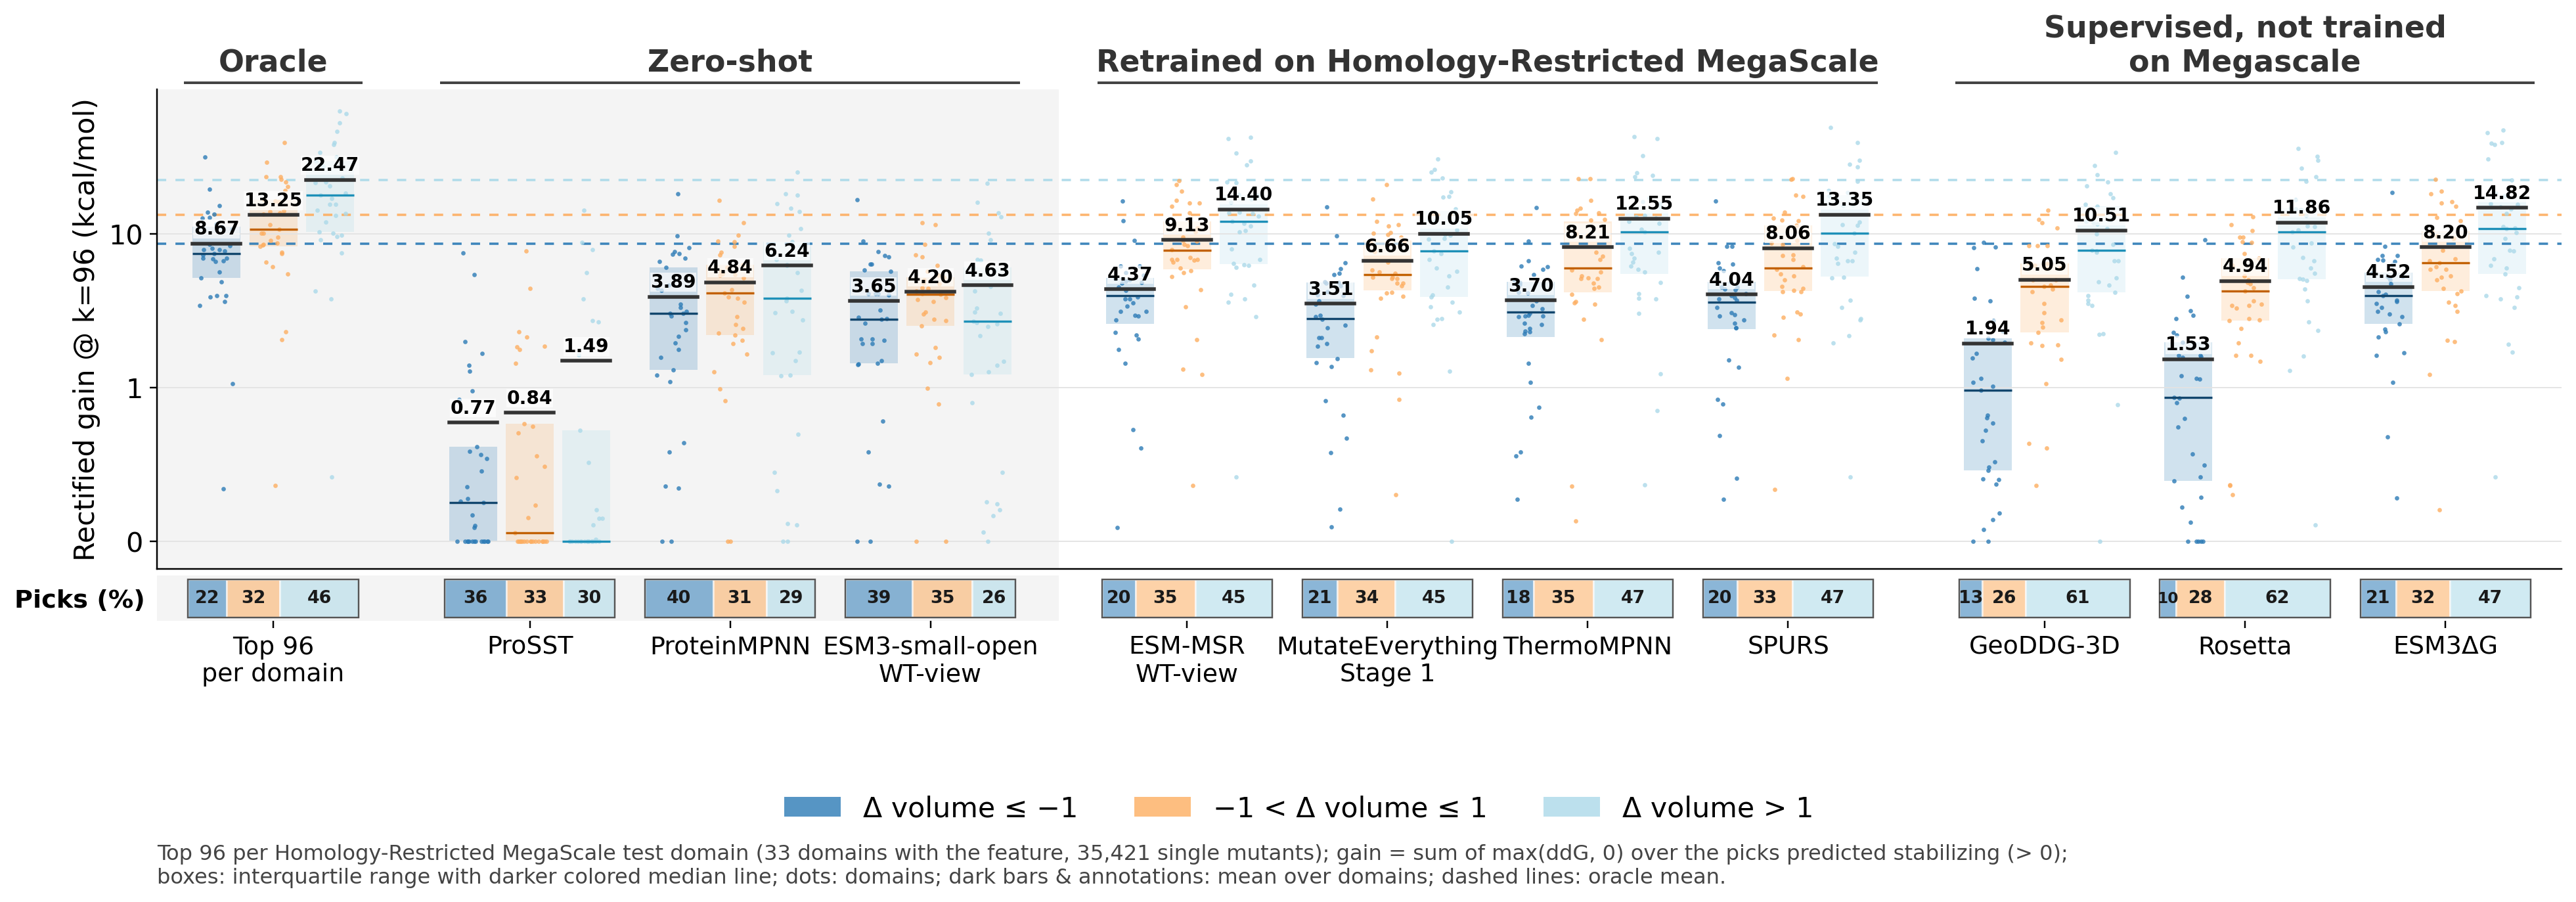 Oracle
Zero-shot
Retrained on Homology-Restricted MegaScale
Supervised, not trained
on Megascale
Rectified gain @ k=96 (kcal/mol)
10
1
0
8.67
13.25
22.47
0.77
0.84
1.49
3.89
4.84
6.24
3.65
4.20
4.63
4.37
9.13
14.40
3.51
6.66
10.05
3.70
8.21
12.55
4.04
8.06
13.35
1.94
5.05
10.51
1.53
4.94
11.86
4.52
8.20
14.82
Picks (%)
22 32 46
36 33 30
40 31 29
39 35 26
20 35 45
21 34 45
18 35 47
20 33 47
13 26 61
10 28 62
21 32 47
Top 96
per domain
ProSST
ProteinMPNN
ESM3-small-open
WT-view
ESM-MSR
WT-view
MutateEverything
Stage 1
ThermoMPNN
SPURS
GeoDDG-3D
Rosetta
ESM3ΔG
Δ volume ≤ −1
−1 < Δ volume ≤ 1
Δ volume > 1
Top 96 per Homology-Restricted MegaScale test domain (33 domains with the feature, 35,421 single mutants); gain = sum of max(ddG, 0) over the picks predicted stabilizing (> 0);
boxes: interquartile range with darker colored median line; dots: domains; dark bars & annotations: mean over domains; dashed lines: oracle mean.